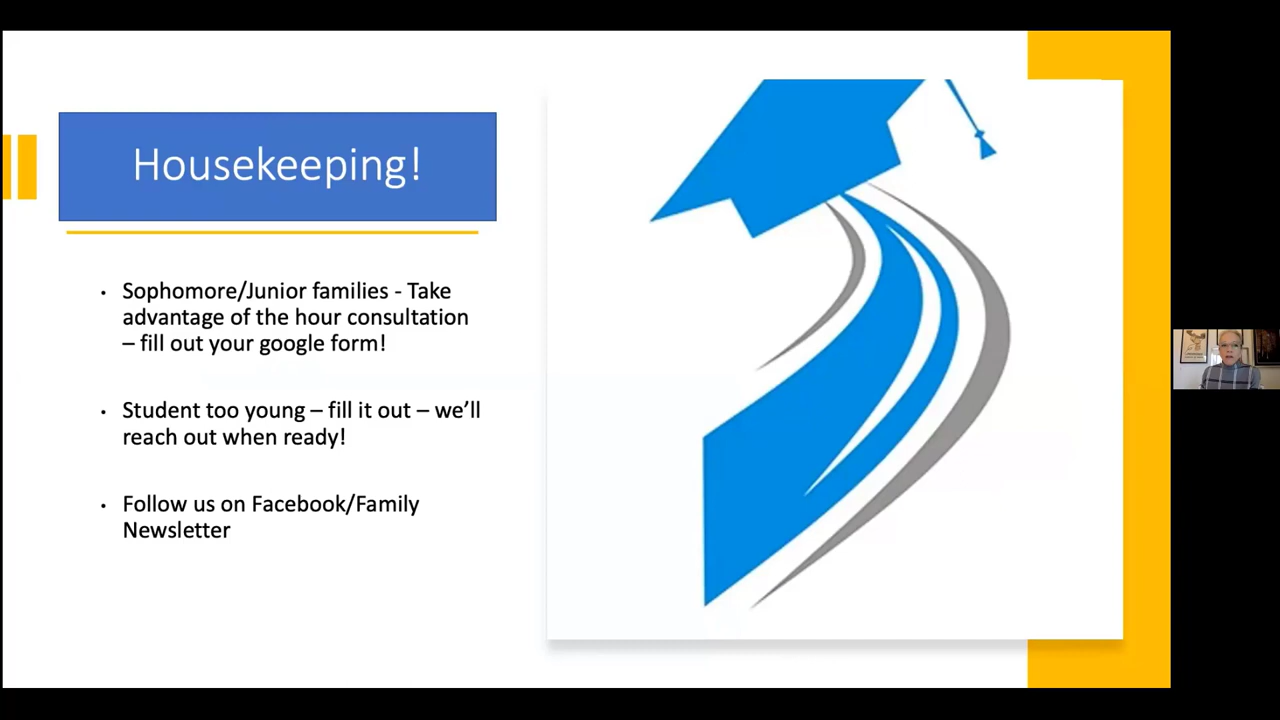 Housekeeping!
• Sophomore/Junior families - Take
advantage of the hour consultation
– fill out your google form!
• Student too young – fill it out – we’ll
reach out when ready!
• Follow us on Facebook/Family
Newsletter